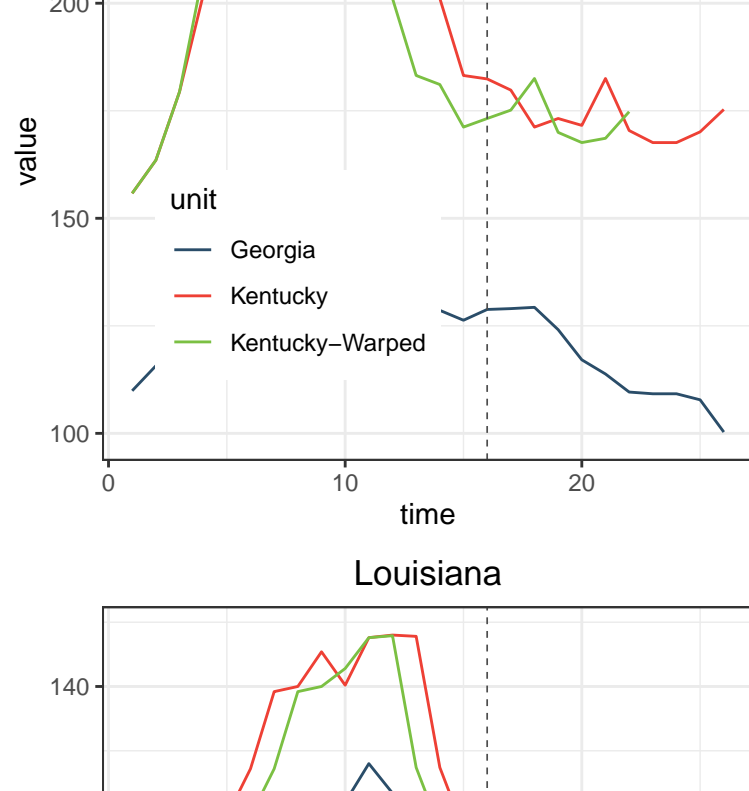 200
value
unit
150
Georgia
Kentucky
Kentucky−Warped
100
0 10 20
time
Louisiana
140